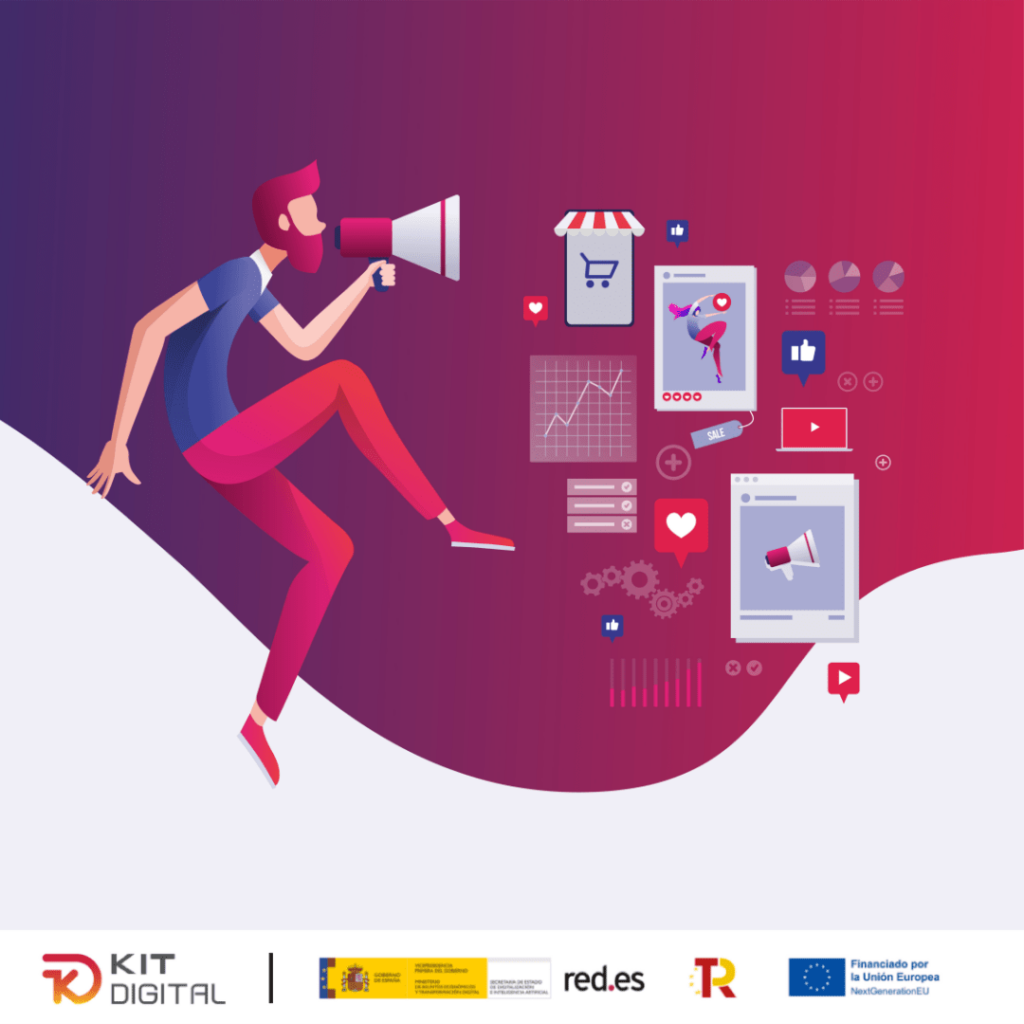 SALE
KIT
DIGITAL
GOBIERNO
DE ESPAÑA
VICEPRESIDENCIA
PRIMERA DEL GOBIERNO
MINISTERIO
DE ASUNTOS ECONÓMICOS
Y TRANSFORMACIÓN DIGITAL
SECRETARÍA DE ESTADO
DE DIGITALIZACIÓN
E INTELIGENCIA ARTIFICIAL
red.es
TR
Financiado por
la Unión Europea
NextGenerationEU